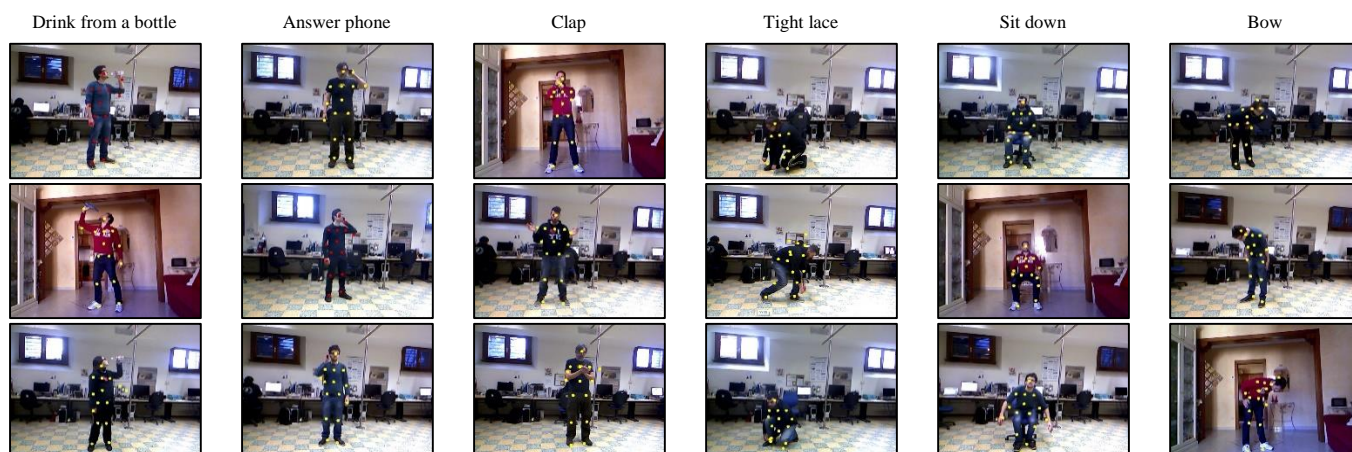 Drink from a bottle
Answer phone
Clap
Tight lace
Sit down
Bow